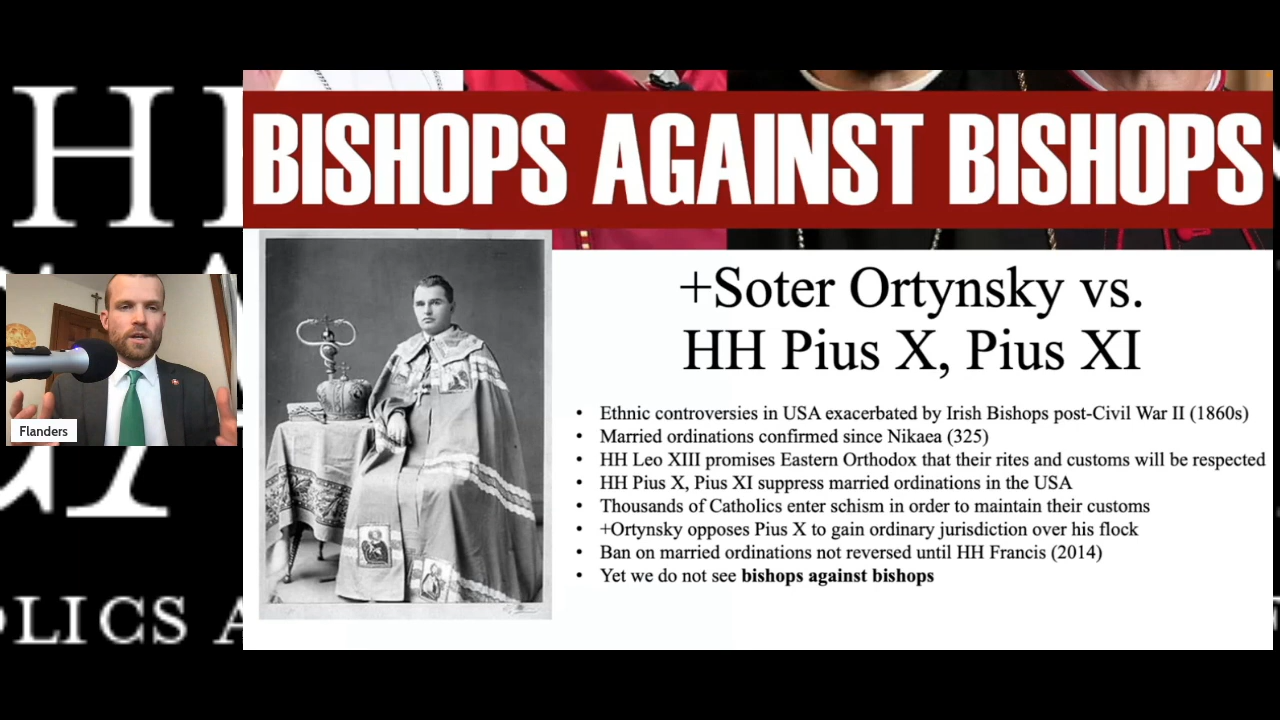 BISHOPS AGAINST BISHOPS
+Soter Ortynsky vs.
HH Pius X, Pius XI
• Ethnic controversies in USA exacerbated by Irish Bishops post-Civil War II (1860s)
• Married ordinations confirmed since Nikaea (325)
• HH Leo XIII promises Eastern Orthodox that their rites and customs will be respected
• HH Pius X, Pius XI suppress married ordinations in the USA
• Thousands of Catholics enter schism in order to maintain their customs
• +Ortynsky opposes Pius X to gain ordinary jurisdiction over his flock
• Ban on married ordinations not reversed until HH Francis (2014)
• Yet we do not see bishops against bishops
Flanders
OLICS A